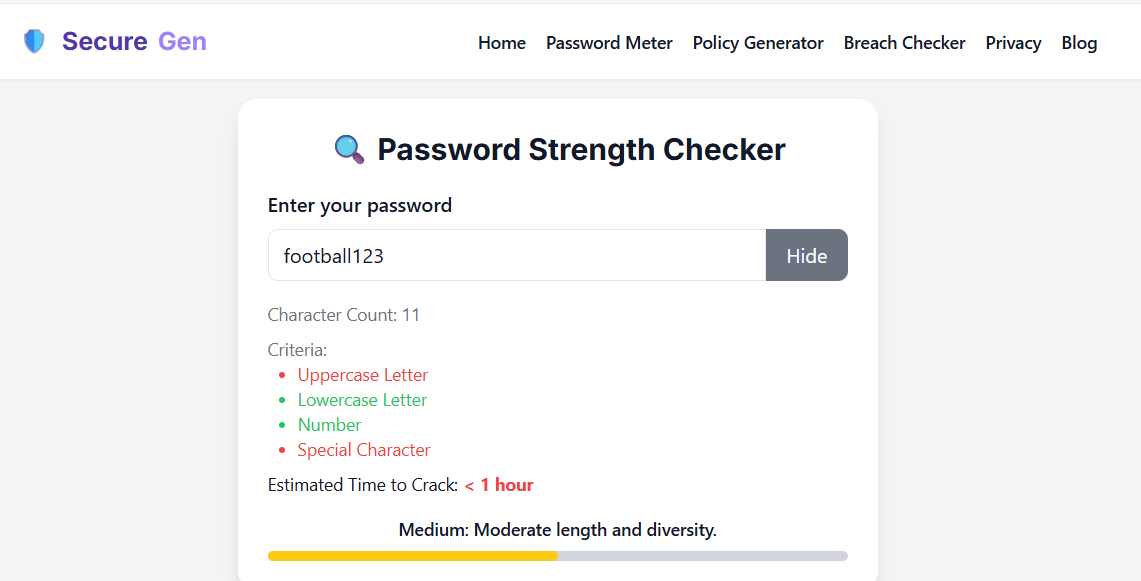 Secure Gen
Home Password Meter Policy Generator Breach Checker Privacy Blog
Password Strength Checker
Enter your password
football123 Hide
Character Count: 11
Criteria:
Uppercase Letter
Lowercase Letter
Number
Special Character
Estimated Time to Crack: < 1 hour
Medium: Moderate length and diversity.